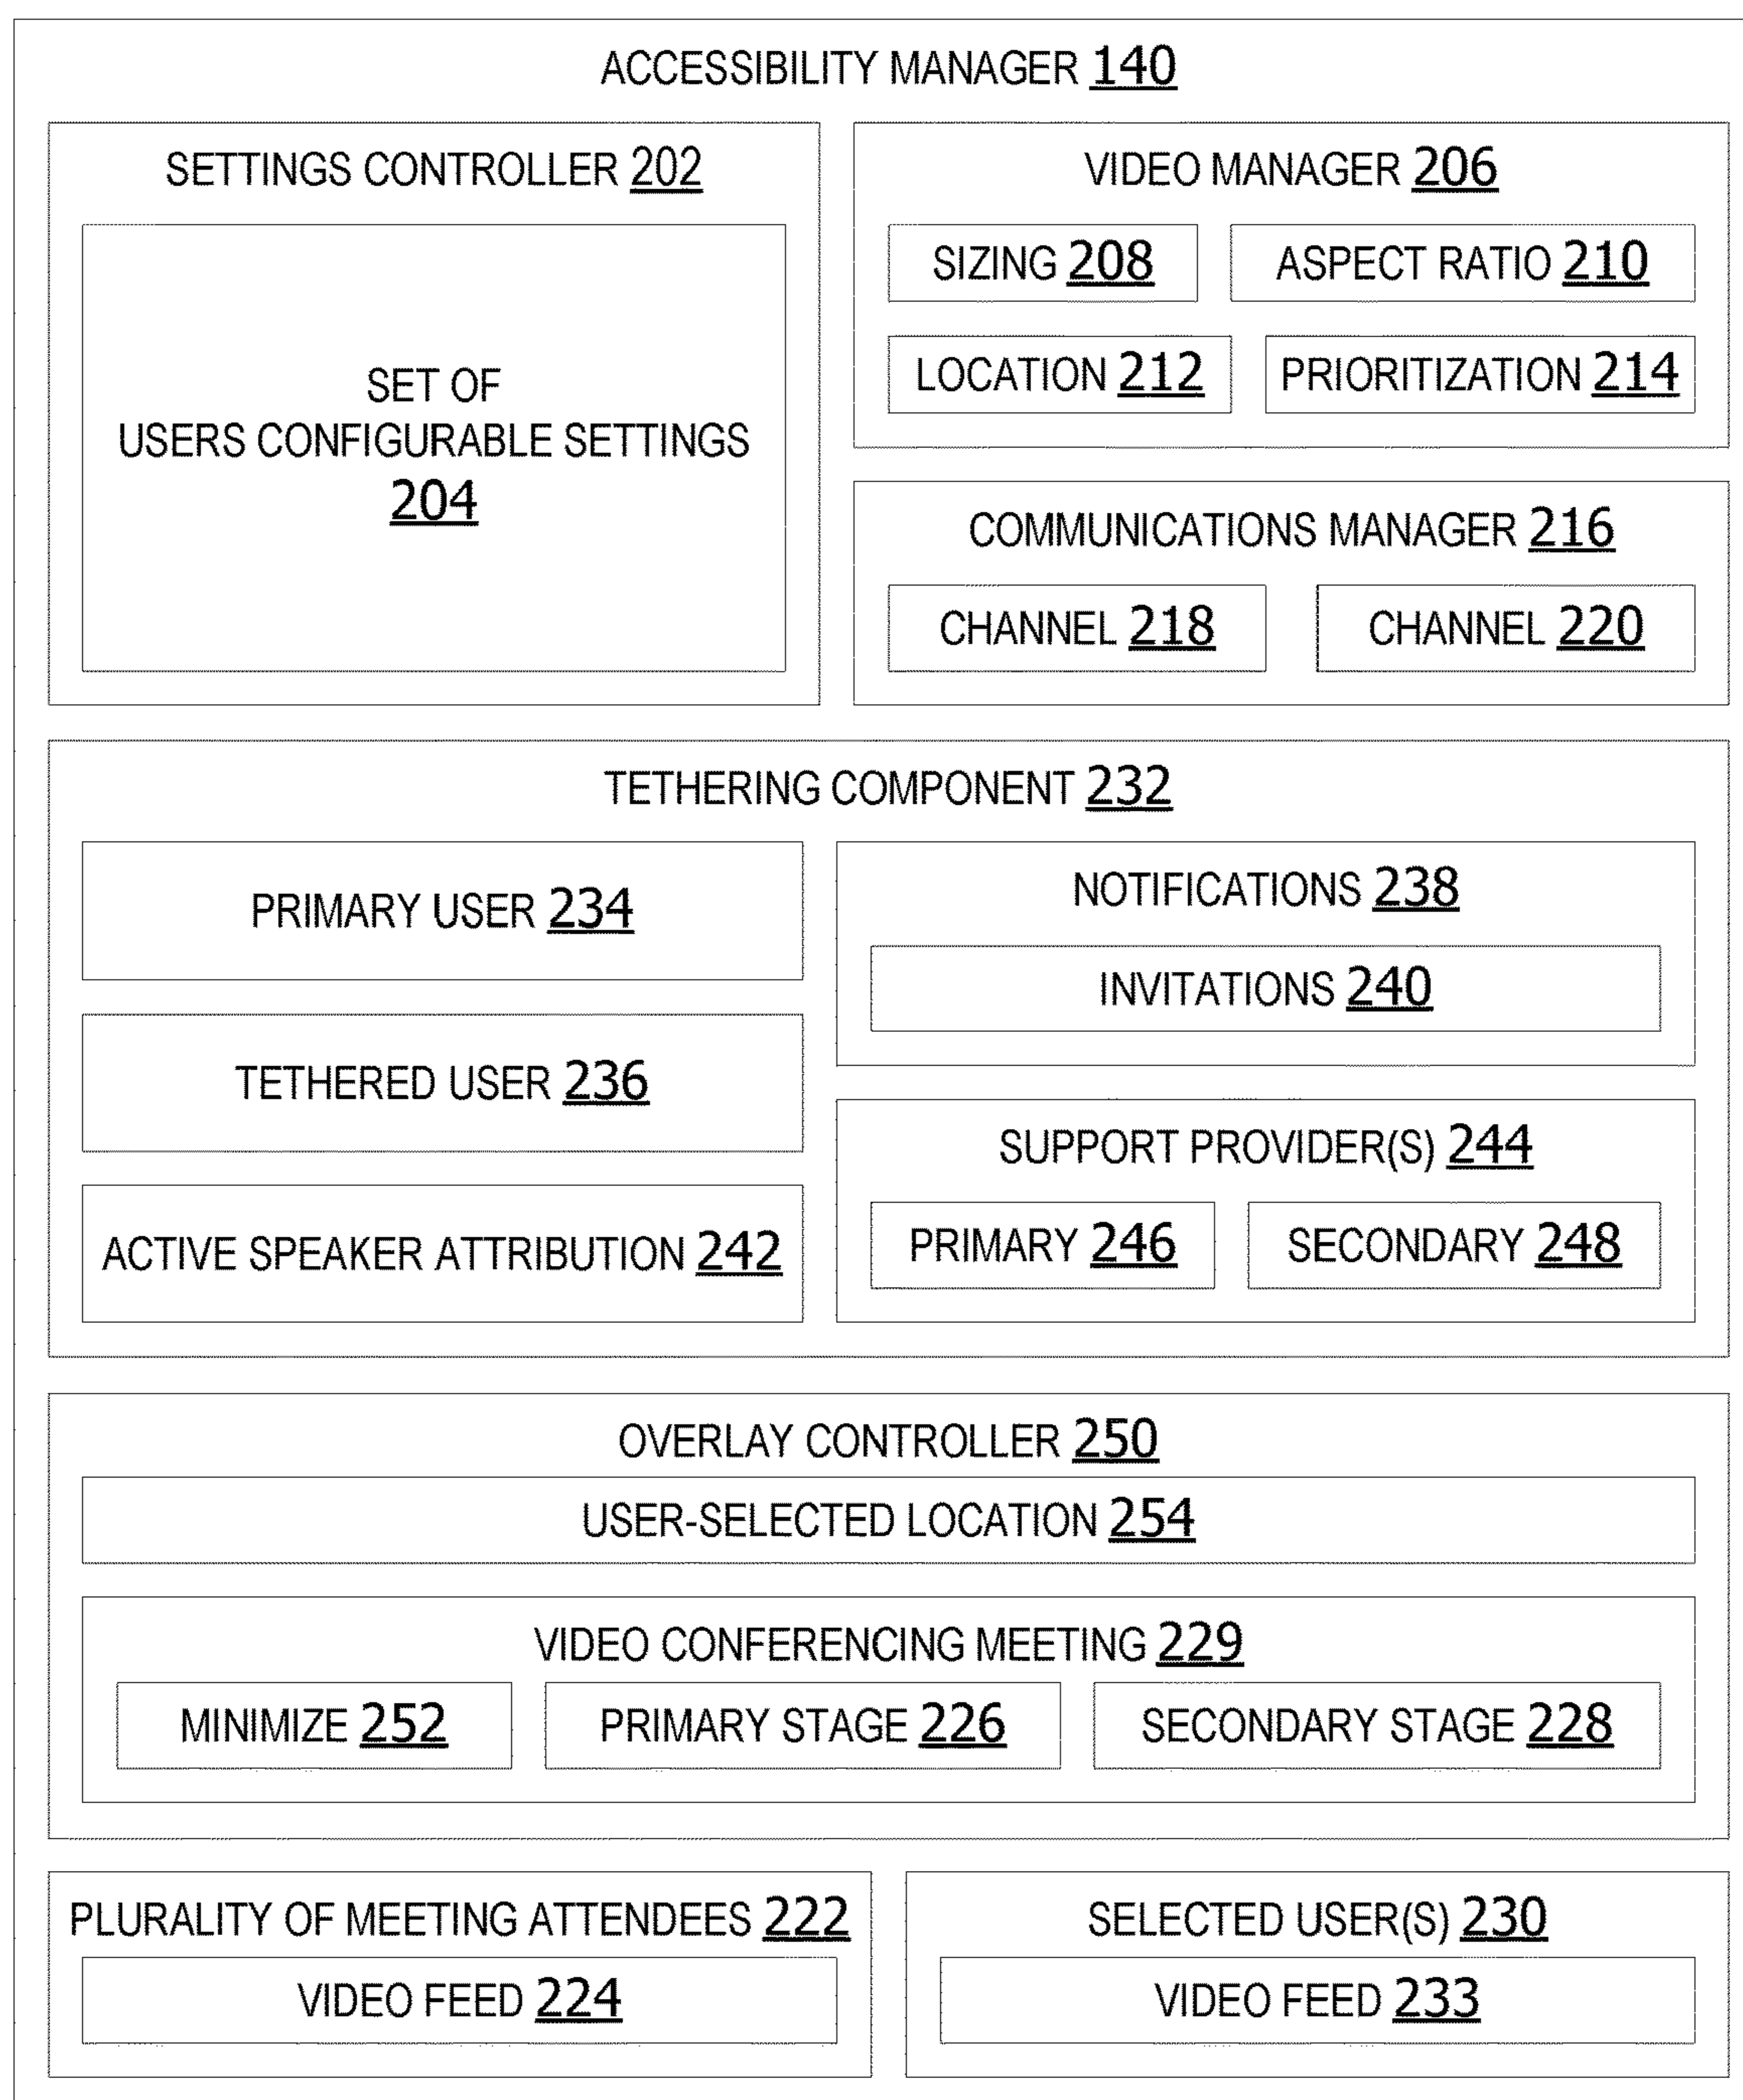 ACCESSIBILITY MANAGER 140
SETTINGS CONTROLLER 202
SET OF
USERS CONFIGURABLE SETTINGS
204
VIDEO MANAGER 206
SIZING 208
ASPECT RATIO 210
LOCATION 212
PRIORITIZATION 214
COMMUNICATIONS MANAGER 216
CHANNEL 218
CHANNEL 220
TETHERING COMPONENT 232
PRIMARY USER 234
TETHERED USER 236
ACTIVE SPEAKER ATTRIBUTION 242
NOTIFICATIONS 238
INVITATIONS 240
SUPPORT PROVIDER(S) 244
PRIMARY 246
SECONDARY 248
OVERLAY CONTROLLER 250
USER-SELECTED LOCATION 254
VIDEO CONFERENCING MEETING 229
MINIMIZE 252
PRIMARY STAGE 226
SECONDARY STAGE 228
PLURALITY OF MEETING ATTENDEES 222
VIDEO FEED 224
SELECTED USER(S) 230
VIDEO FEED 233